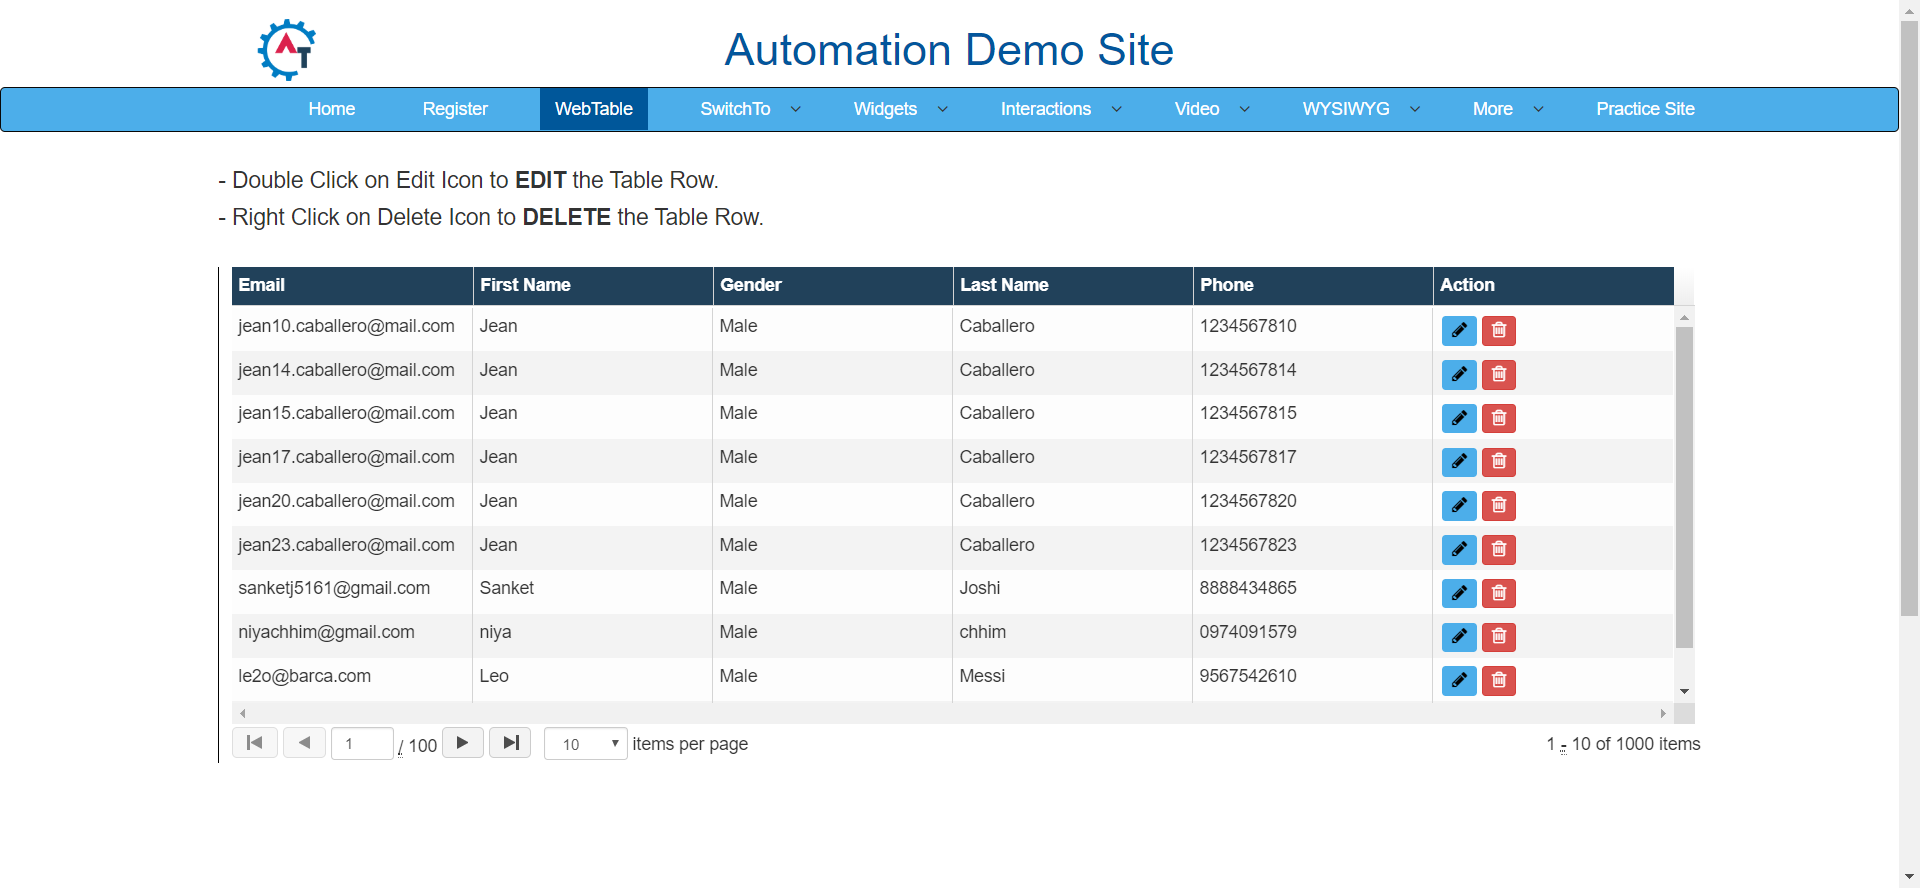 AT
Automation Demo Site
Home Register WebTable SwitchTo Widgets Interactions Video WYSIWYG More Practice Site
- Double Click on Edit Icon to EDIT the Table Row.
- Right Click on Delete Icon to DELETE the Table Row.
Email First Name Gender Last Name Phone Action
jean10.caballero@mail.com Jean Male Caballero 1234567810
jean14.caballero@mail.com Jean Male Caballero 1234567814
jean15.caballero@mail.com Jean Male Caballero 1234567815
jean17.caballero@mail.com Jean Male Caballero 1234567817
jean20.caballero@mail.com Jean Male Caballero 1234567820
jean23.caballero@mail.com Jean Male Caballero 1234567823
sanketj5161@gmail.com Sanket Male Joshi 8888434865
niyachhim@gmail.com niya Male chhim 0974091579
le2o@barca.com Leo Male Messi 9567542610
1 / 100 10 items per page 1 - 10 of 1000 items